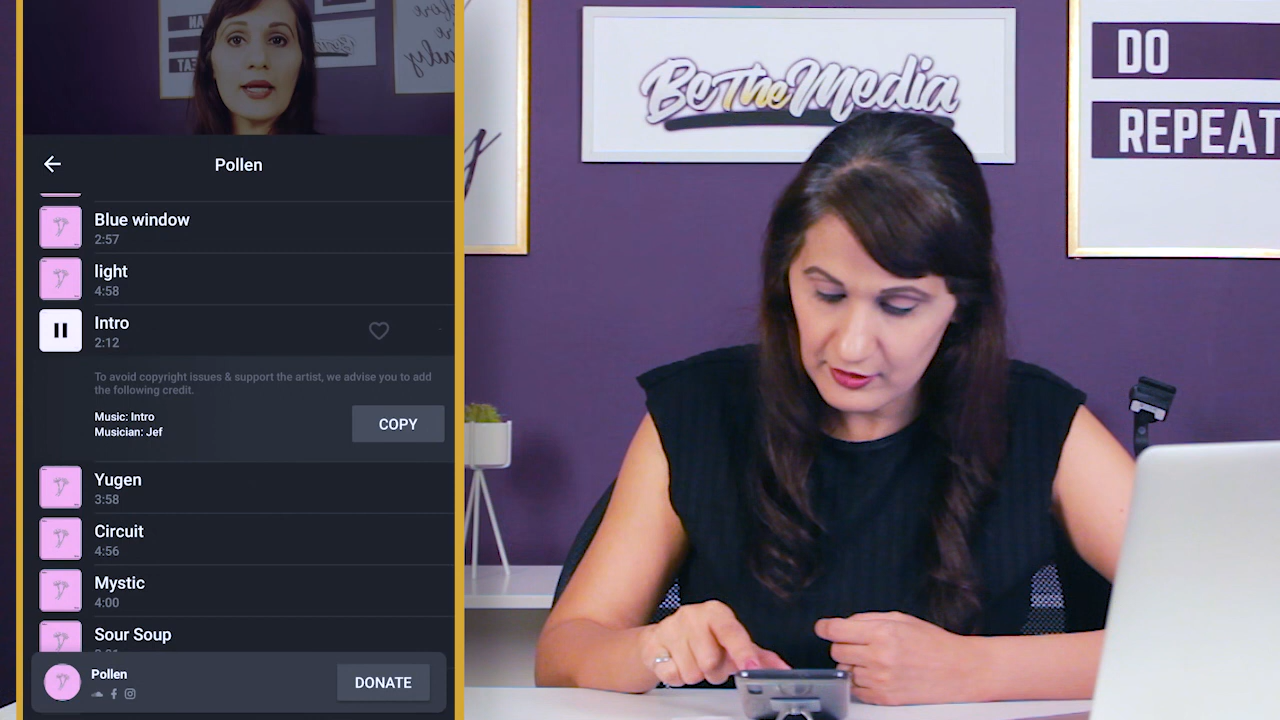 Pollen
Blue window
2:57
light
4:58
Intro
2:12
To avoid copyright issues & support the artist, we advise you to add
the following credit.
Music: Intro
Musician: Jef
COPY
Yugen
3:58
Circuit
4:56
Mystic
4:00
Sour Soup
Pollen
DONATE
Be The Media
DO
REPEAT